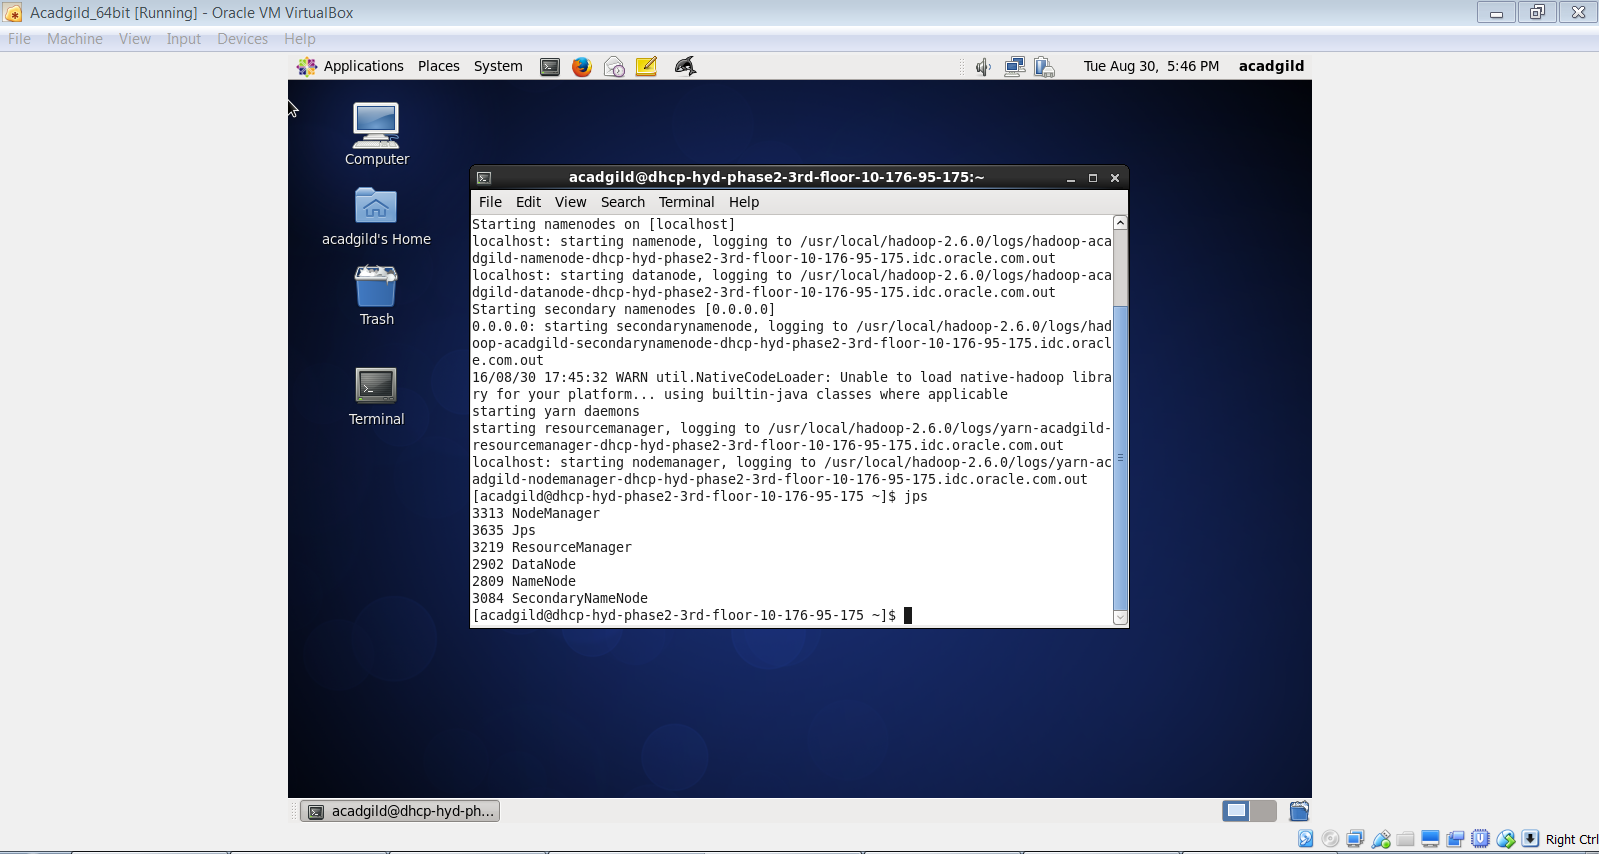 Acadgild_64bit [Running] - Oracle VM VirtualBox
File Machine View Input Devices Help
Applications Places System Tue Aug 30, 5:46 PM acadgild
Computer
acadgild's Home
Trash
Terminal
acadgild@dhcp-hyd-phase2-3rd-floor-10-176-95-175:~
File Edit View Search Terminal Help
Starting namenodes on [localhost]
localhost: starting namenode, logging to /usr/local/hadoop-2.6.0/logs/hadoop-aca
dgild-namenode-dhcp-hyd-phase2-3rd-floor-10-176-95-175.idc.oracle.com.out
localhost: starting datanode, logging to /usr/local/hadoop-2.6.0/logs/hadoop-aca
dgild-datanode-dhcp-hyd-phase2-3rd-floor-10-176-95-175.idc.oracle.com.out
Starting secondary namenodes [0.0.0.0]
0.0.0.0: starting secondarynamenode, logging to /usr/local/hadoop-2.6.0/logs/had
oop-acadgild-secondarynamenode-dhcp-hyd-phase2-3rd-floor-10-176-95-175.idc.oracl
e.com.out
16/08/30 17:45:32 WARN util.NativeCodeLoader: Unable to load native-hadoop libra
ry for your platform... using builtin-java classes where applicable
starting yarn daemons
starting resourcemanager, logging to /usr/local/hadoop-2.6.0/logs/yarn-acadgild-
resourcemanager-dhcp-hyd-phase2-3rd-floor-10-176-95-175.idc.oracle.com.out
localhost: starting nodemanager, logging to /usr/local/hadoop-2.6.0/logs/yarn-ac
adgild-nodemanager-dhcp-hyd-phase2-3rd-floor-10-176-95-175.idc.oracle.com.out
[acadgild@dhcp-hyd-phase2-3rd-floor-10-176-95-175 ~]$ jps
3313 NodeManager
3635 Jps
3219 ResourceManager
2902 DataNode
2809 NameNode
3084 SecondaryNameNode
[acadgild@dhcp-hyd-phase2-3rd-floor-10-176-95-175 ~]$
acadgild@dhcp-hyd-ph...
Right Ctrl